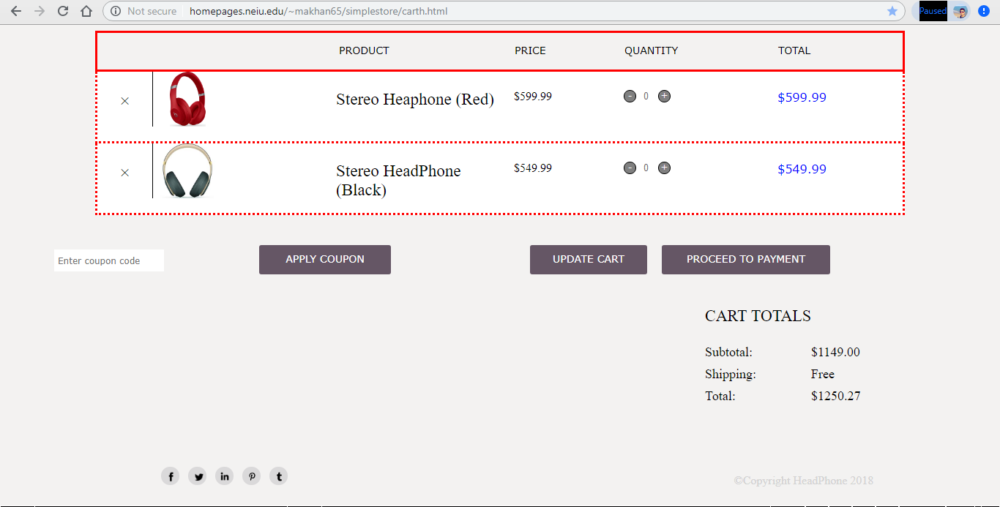 Not secure homepages.neiu.edu/~makhan65/simplestore/carth.html Paused
PRODUCT PRICE QUANTITY TOTAL
× Stereo Heaphone (Red) $599.99 - 0 + $599.99
× Stereo HeadPhone $549.99 - 0 + $549.99
(Black)
Enter coupon code APPLY COUPON UPDATE CART PROCEED TO PAYMENT
CART TOTALS
Subtotal: $1149.00
Shipping: Free
Total: $1250.27
©Copyright HeadPhone 2018